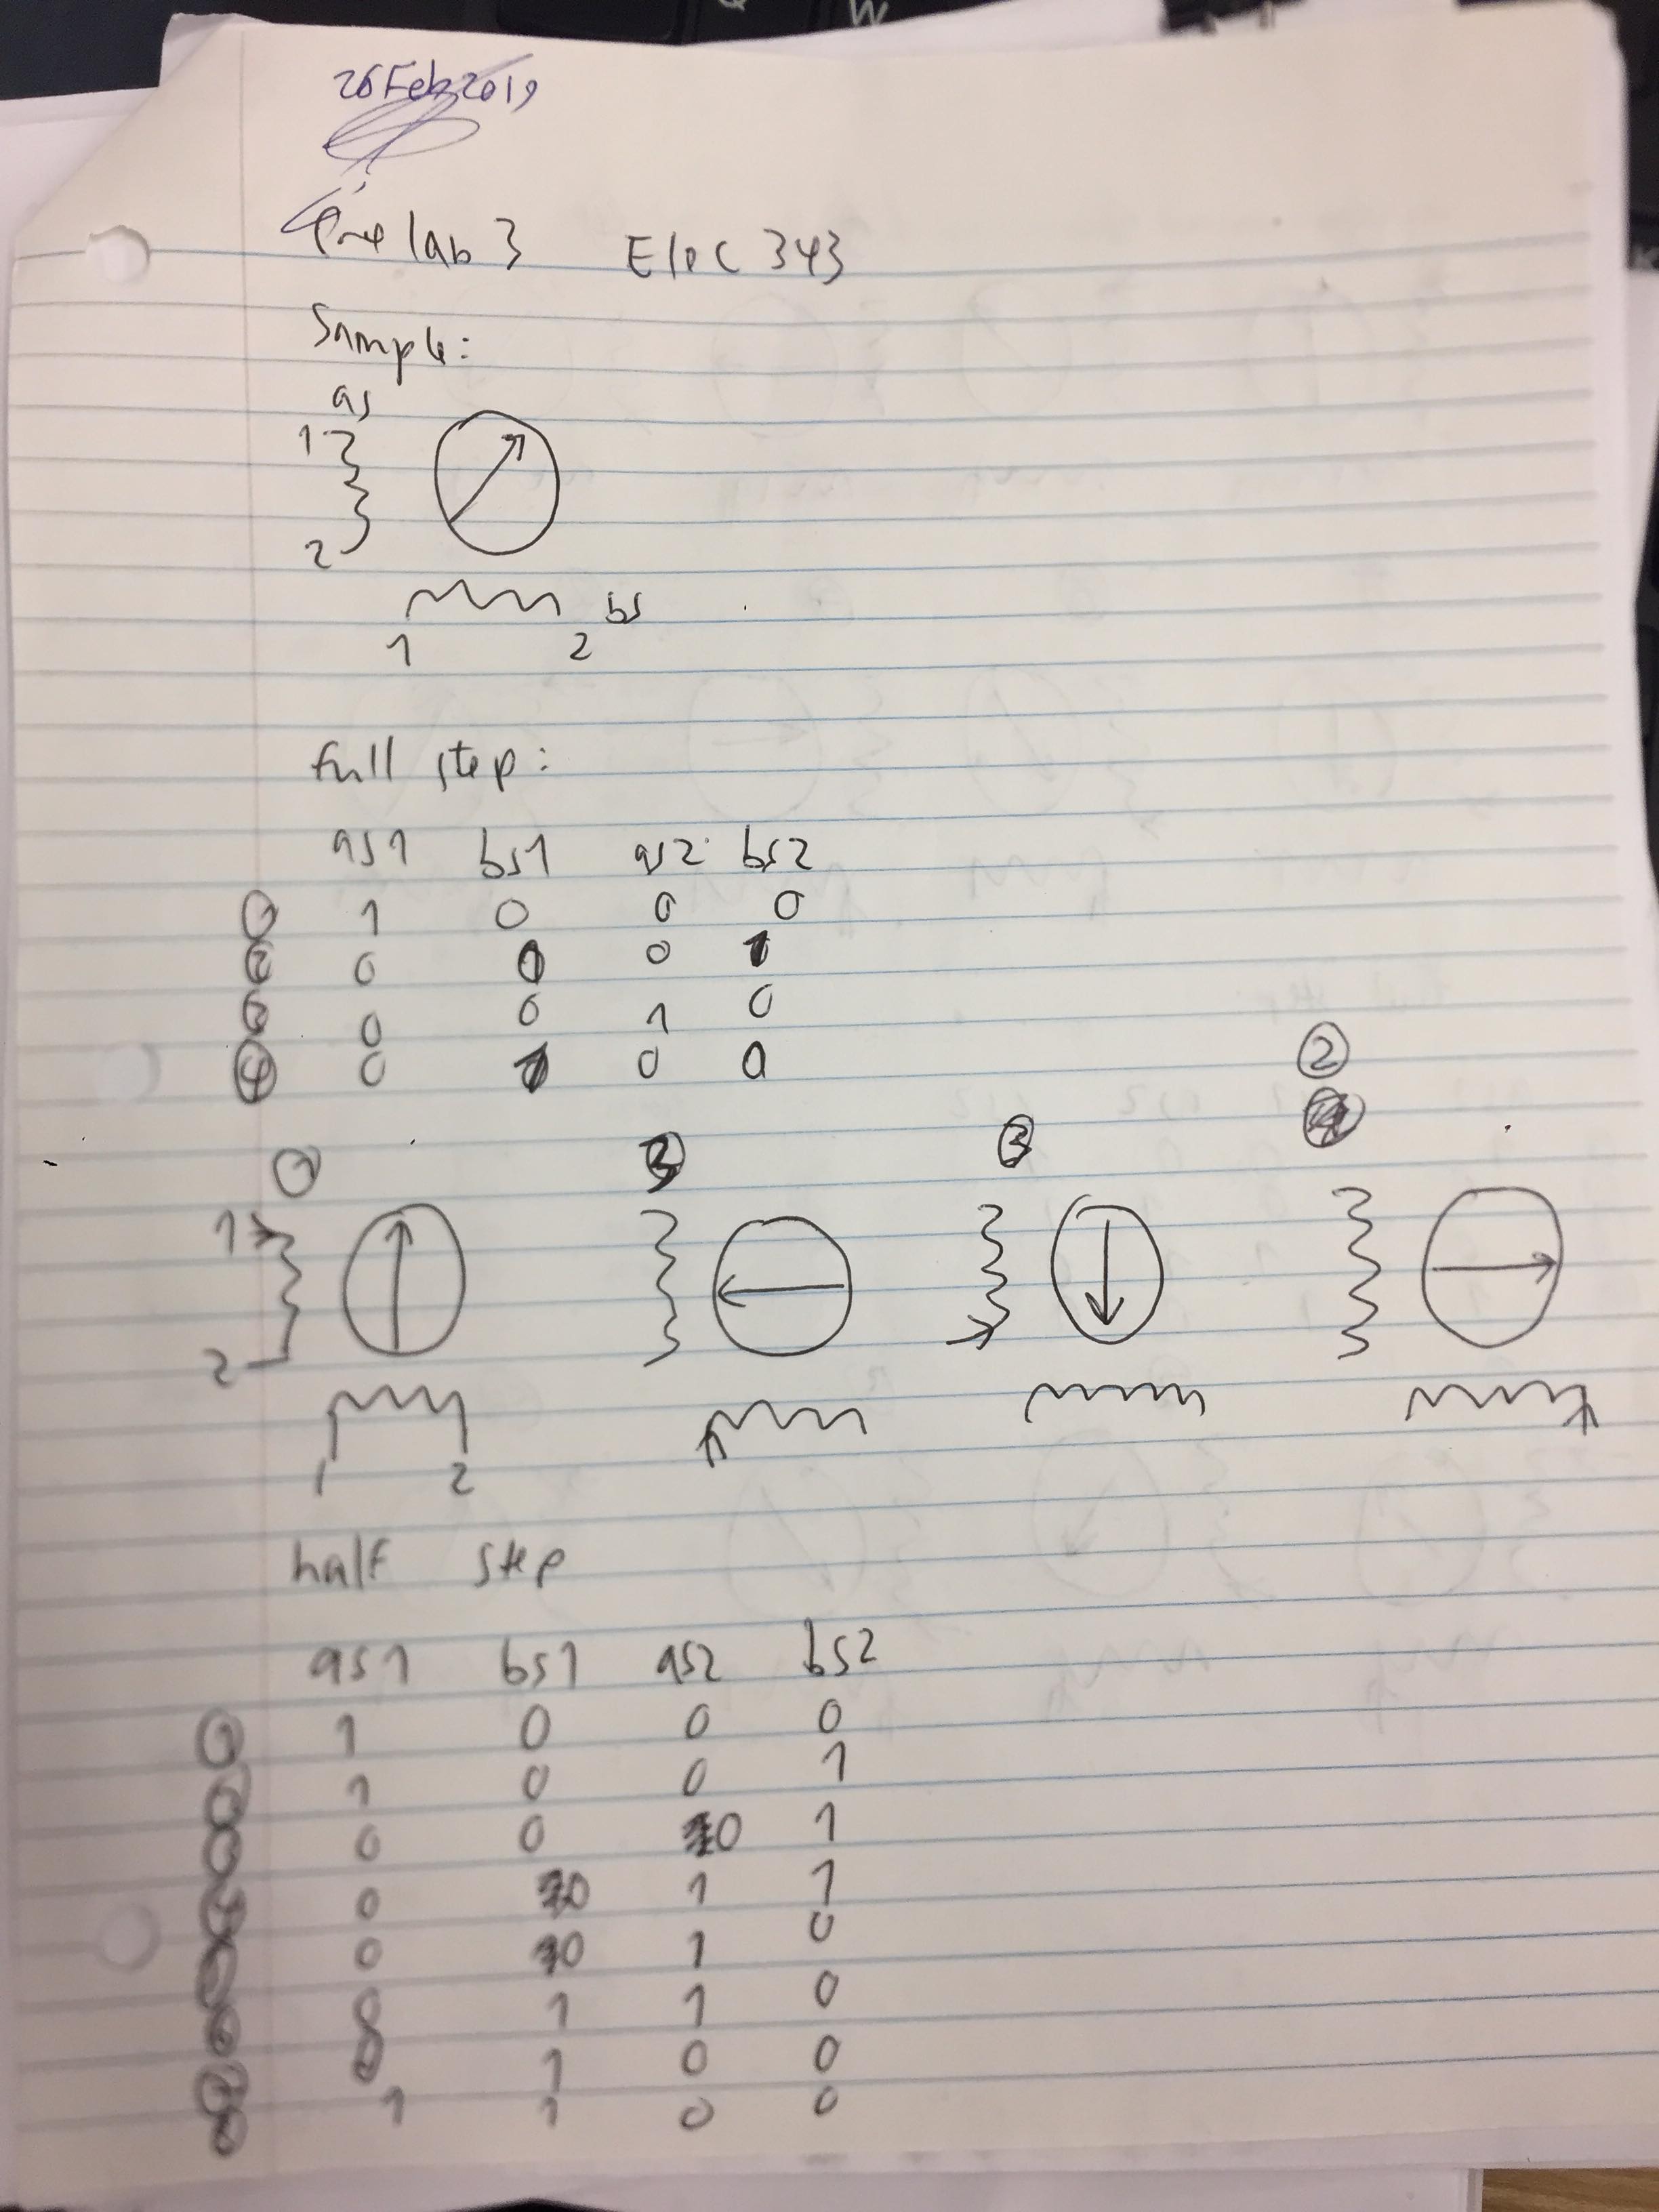 26Feb2019
Prelab 3 Elec 343
Sample:
as
1
2
bs
1 2
full step:
as1 bs1 as2 bs2
1 1 0 0 0
2 0 0 0 1
3 0 0 1 0
4 0 1 0 0
2
1 3
1
2
1 2
half step
as1 bs1 as2 bs2
1 1 0 0 0
2 1 0 0 1
3 0 0 0 1
4 0 0 1 1
5 0 0 1 0
6 0 1 1 0
7 0 1 0 0
8 1 1 0 0